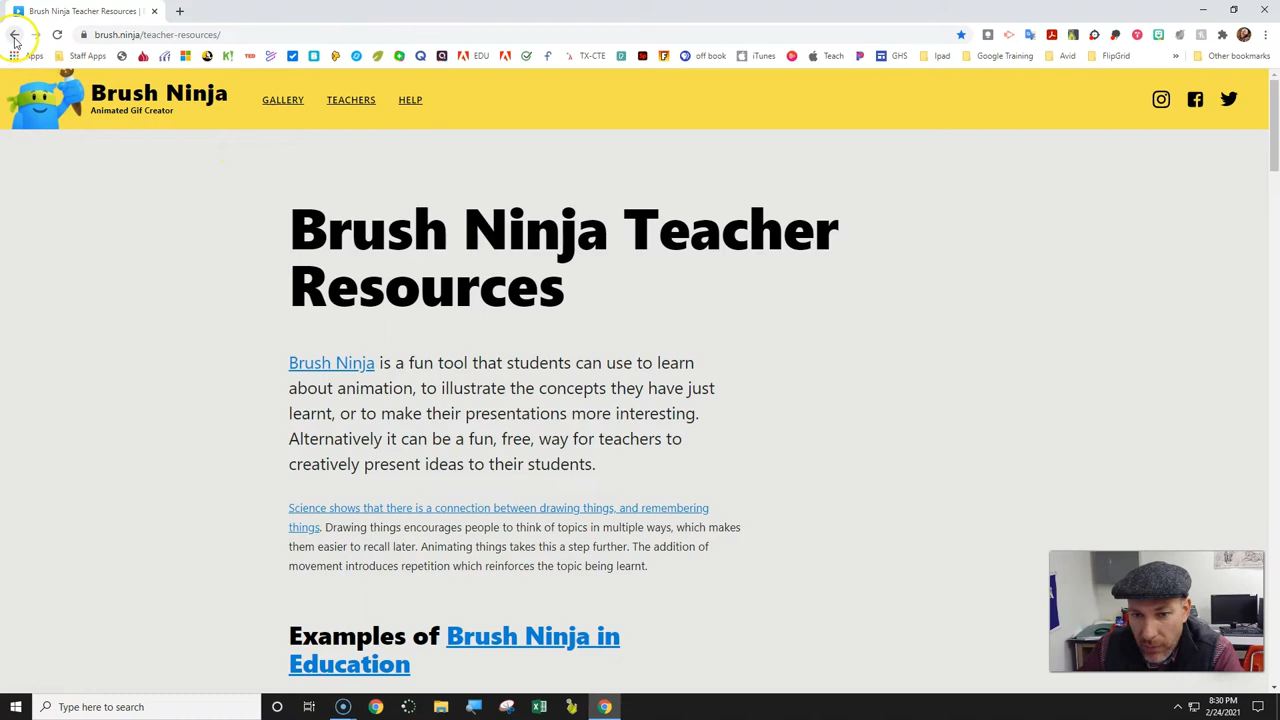 Brush Ninja Teacher Resources |
brush.ninja/teacher-resources/
Apps Staff Apps EDU TX-CTE off book iTunes Teach GHS Ipad Google Training Avid FlipGrid Other bookmarks
Brush Ninja
Animated Gif Creator
GALLERY TEACHERS HELP
Brush Ninja Teacher
Resources
Brush Ninja is a fun tool that students can use to learn
about animation, to illustrate the concepts they have just
learnt, or to make their presentations more interesting.
Alternatively it can be a fun, free, way for teachers to
creatively present ideas to their students.
Science shows that there is a connection between drawing things, and remembering
things. Drawing things encourages people to think of topics in multiple ways, which makes
them easier to recall later. Animating things takes this a step further. The addition of
movement introduces repetition which reinforces the topic being learnt.
Examples of Brush Ninja in
Education
Type here to search
8:30 PM
2/24/2021